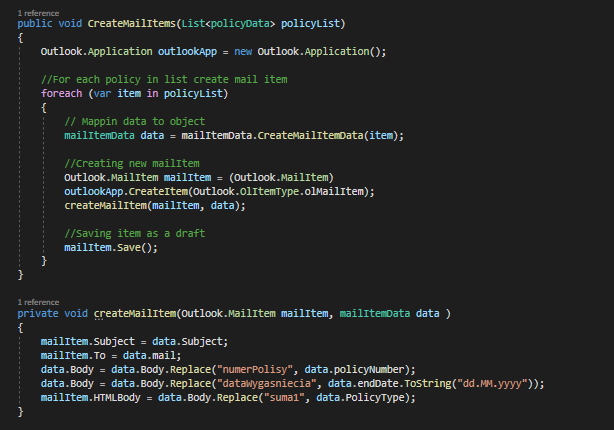 1 reference
public void CreateMailItems(List<policyData> policyList)
{
Outlook.Application outlookApp = new Outlook.Application();
//For each policy in list create mail item
foreach (var item in policyList)
{
// Mappin data to object
mailItemData data = mailItemData.CreateMailItemData(item);
//Creating new mailItem
Outlook.MailItem mailItem = (Outlook.MailItem)
outlookApp.CreateItem(Outlook.OlItemType.olMailItem);
createMailItem(mailItem, data);
//Saving item as a draft
mailItem.Save();
}
}
1 reference
private void createMailItem(Outlook.MailItem mailItem, mailItemData data )
{
mailItem.Subject = data.Subject;
mailItem.To = data.mail;
data.Body = data.Body.Replace("numerPolisy", data.policyNumber);
data.Body = data.Body.Replace("dataWygasniecia", data.endDate.ToString("dd.MM.yyyy"));
mailItem.HTMLBody = data.Body.Replace("suma1", data.PolicyType);
}